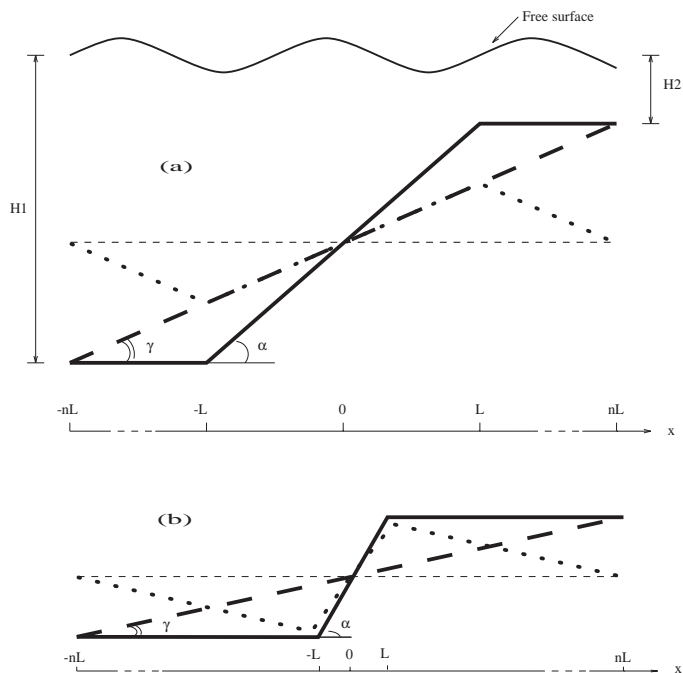 Free surface
H2
(a)
H1
γ
α
-nL
-L
0
L
nL
x
(b)
γ
α
-nL
-L
0
L
nL
x